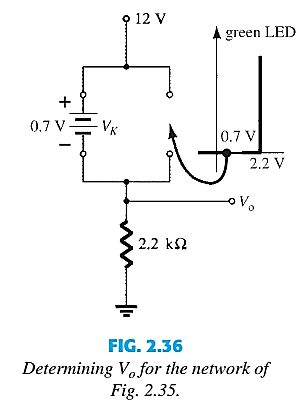 12 V
green LED
+
0.7 V
V_K
−
0.7 V
2.2 V
V_o
2.2 kΩ
FIG. 2.36
Determining V_o for the network of
Fig. 2.35.